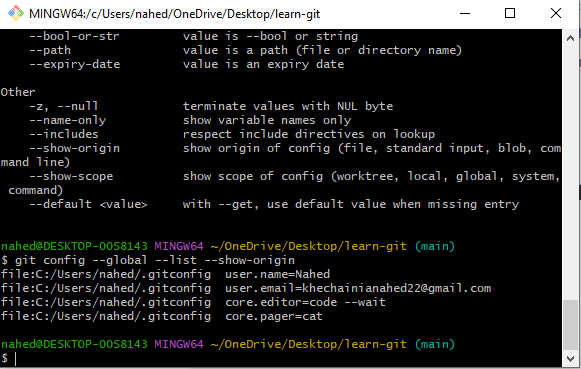 MINGW64:/c/Users/nahed/OneDrive/Desktop/learn-git
--bool-or-str value is --bool or string
--path value is a path (file or directory name)
--expiry-date value is an expiry date
Other
-z, --null terminate values with NUL byte
--name-only show variable names only
--includes respect include directives on lookup
--show-origin show origin of config (file, standard input, blob, com
mand line)
--show-scope show scope of config (worktree, local, global, system,
command)
--default <value> with --get, use default value when missing entry
nahed@DESKTOP-OOS8143 MINGW64 ~/OneDrive/Desktop/learn-git (main)
$ git config --global --list --show-origin
file:C:/Users/nahed/.gitconfig user.name=Nahed
file:C:/Users/nahed/.gitconfig user.email=khechainianahed22@gmail.com
file:C:/Users/nahed/.gitconfig core.editor=code --wait
file:C:/Users/nahed/.gitconfig core.pager=cat
nahed@DESKTOP-OOS8143 MINGW64 ~/OneDrive/Desktop/learn-git (main)
$